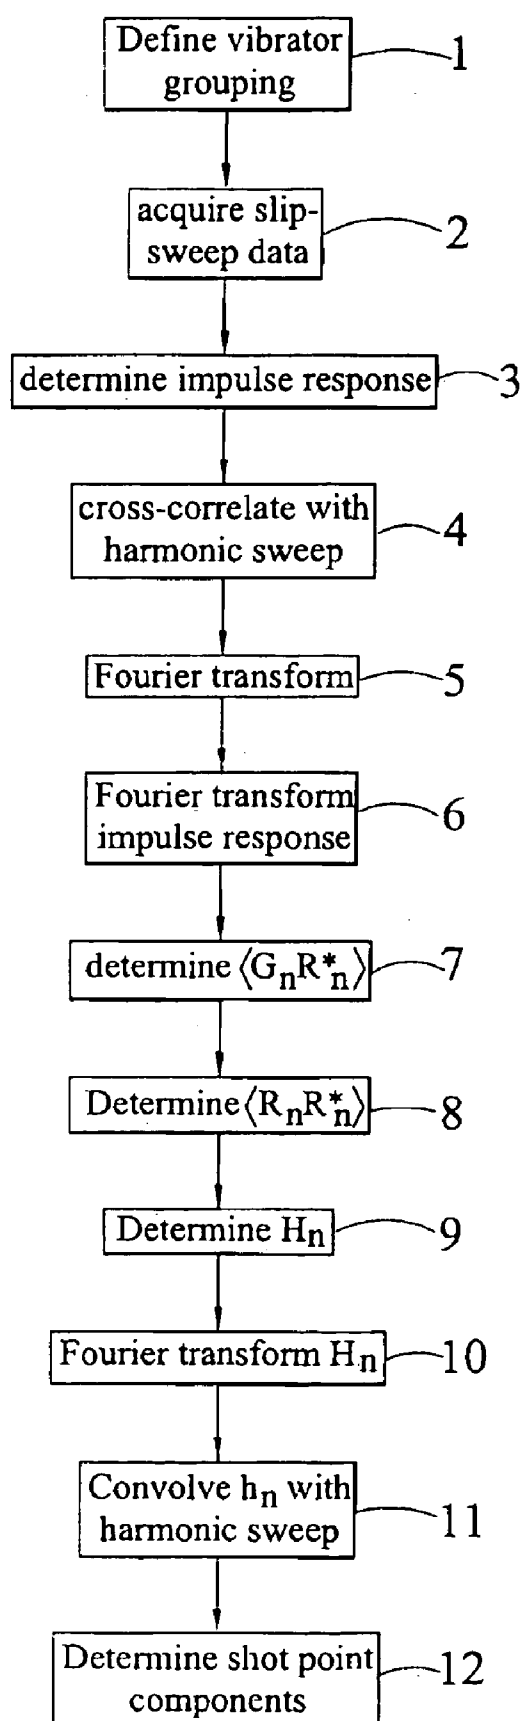 Define vibrator
grouping
1
acquire slip-
sweep data
2
determine impulse response
3
cross-correlate with
harmonic sweep
4
Fourier transform
5
Fourier transform
impulse response
6
determine ⟨GₙR*ₙ⟩
7
Determine ⟨RₙR*ₙ⟩
8
Determine Hₙ
9
Fourier transform Hₙ
10
Convolve hₙ with
harmonic sweep
11
Determine shot point
components
12